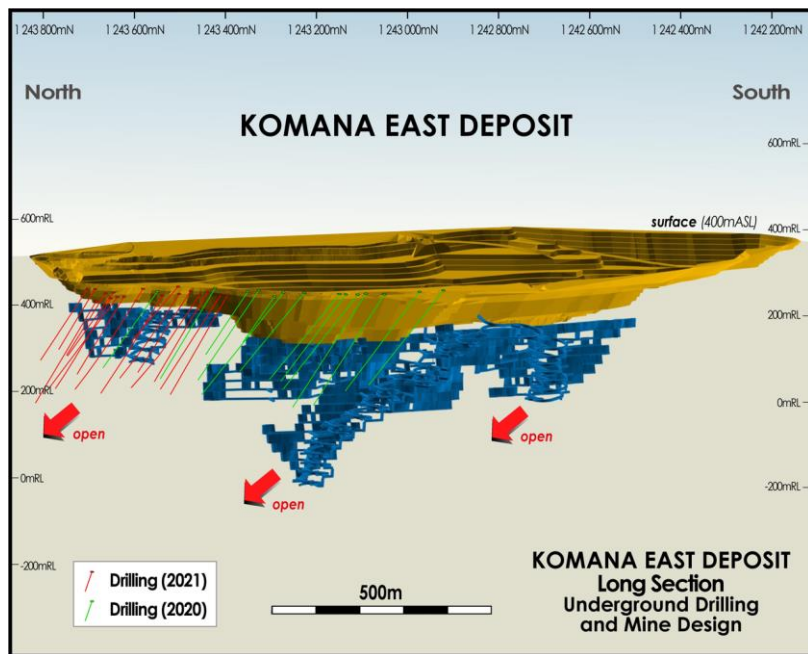 1 243 800mN 1 243 600mN 1 243 400mN 1 243 200mN 1 243 000mN 1 242 800mN 1 242 600mN 1 242 400mN 1 242 200mN
North
South
KOMANA EAST DEPOSIT
600mRL
600mRL
surface (400mASL)
400mRL
400mRL
200mRL
200mRL
0mRL
open
open
0mRL
open
-200mRL
-200mRL
Drilling (2021)
Drilling (2020)
500m
KOMANA EAST DEPOSIT
Long Section
Underground Drilling
and Mine Design